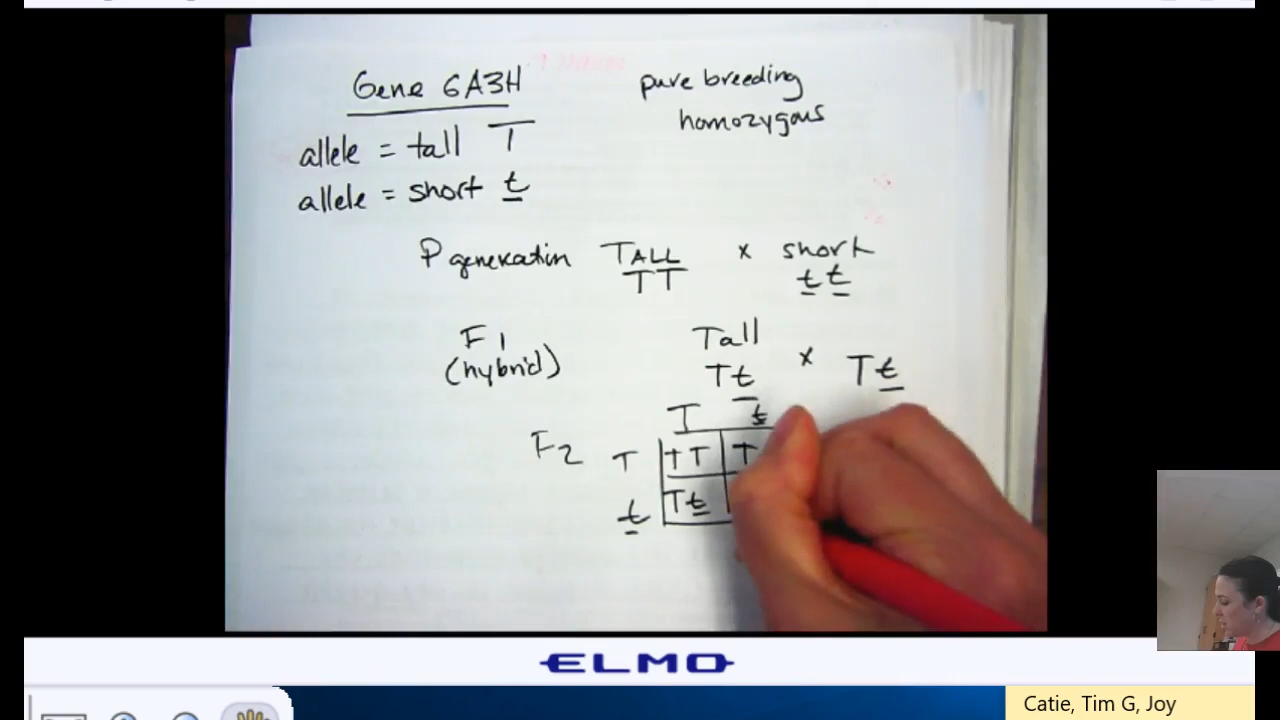 Gene GA3H
pure breeding
homozygous
allele = tall T
allele = short t
P generation TALL x short
TT tt
F1 Tall
(hybrid) Tt x Tt
T t
F2 T TT T
t Tt
ELMO
Catie, Tim G, Joy